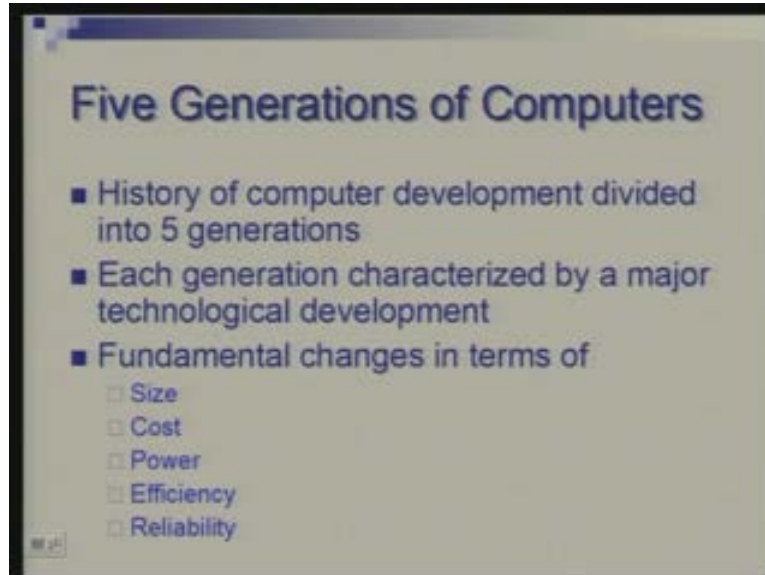 Five Generations of Computers
History of computer development divided
into 5 generations
Each generation characterized by a major
technological development
Fundamental changes in terms of
Size
Cost
Power
Efficiency
Reliability